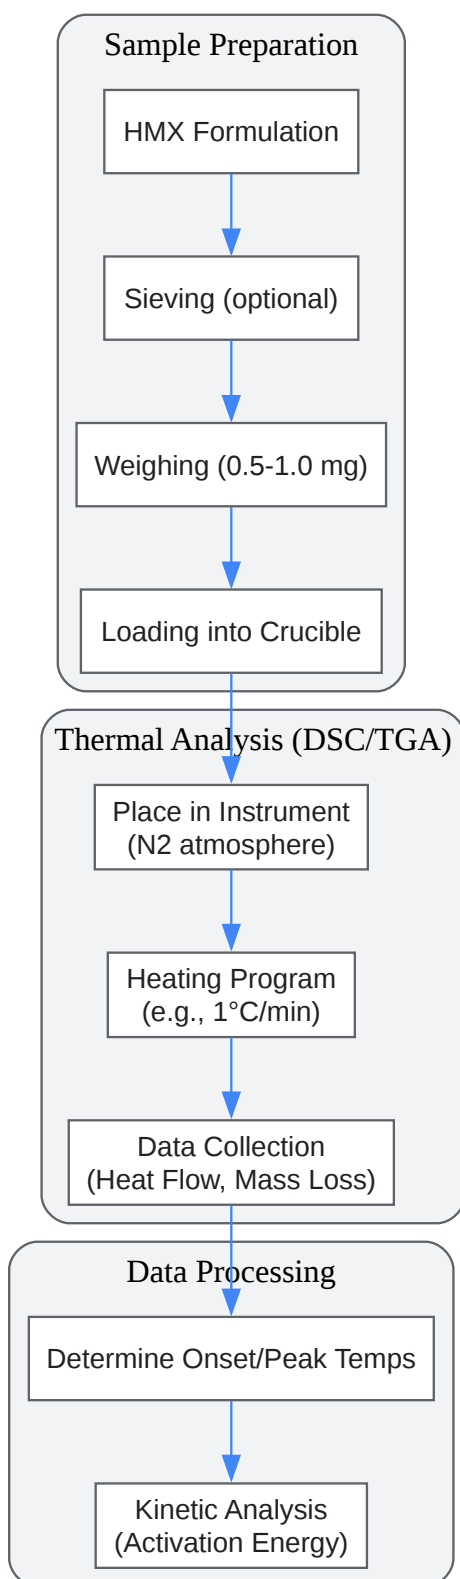 Sample Preparation
HMX Formulation
Sieving (optional)
Weighing (0.5-1.0 mg)
Loading into Crucible
Thermal Analysis (DSC/TGA)
Place in Instrument
(N2 atmosphere)
Heating Program
(e.g., 1°C/min)
Data Collection
(Heat Flow, Mass Loss)
Data Processing
Determine Onset/Peak Temps
Kinetic Analysis
(Activation Energy)